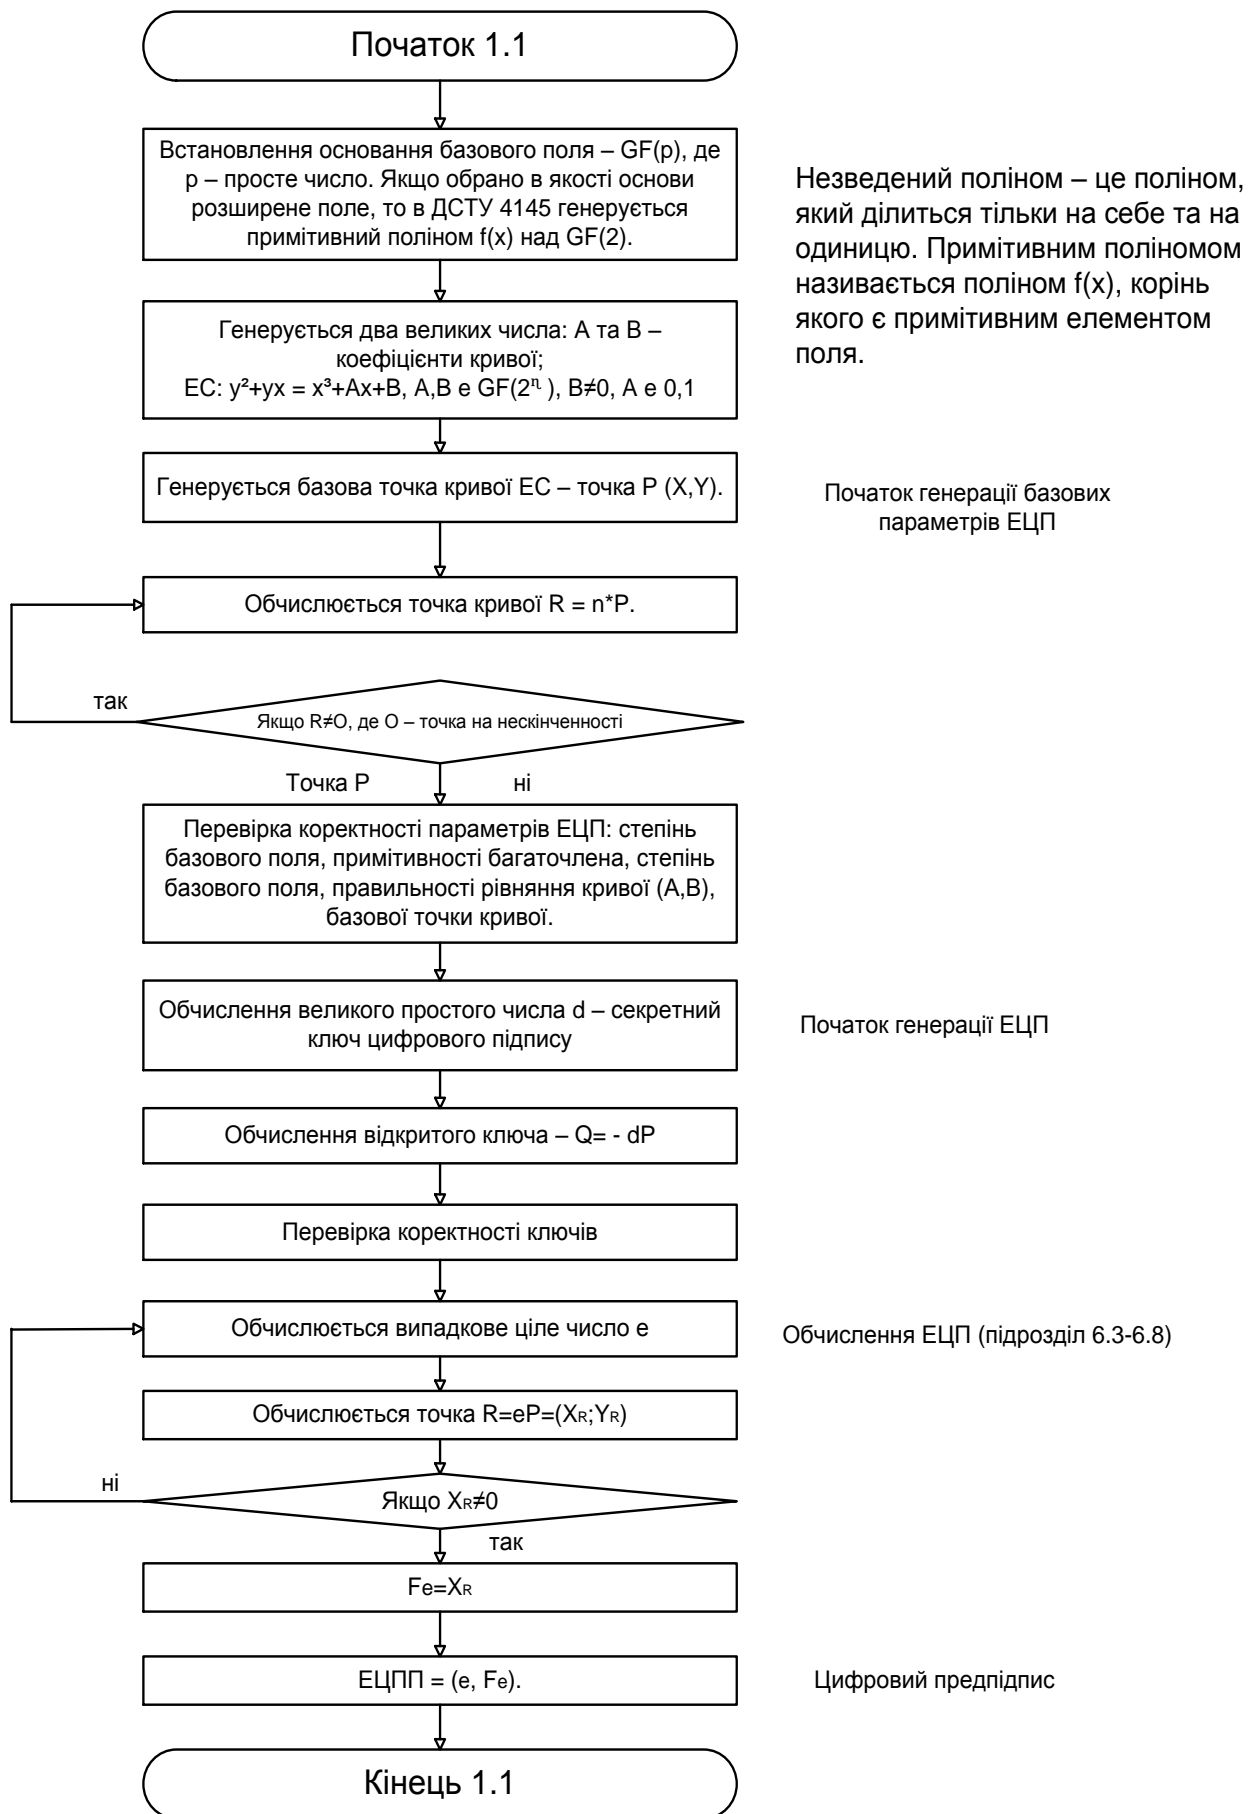 Початок 1.1
Встановлення основання базового поля – GF(p), де
p – просте число. Якщо обрано в якості основи
розширене поле, то в ДСТУ 4145 генерується
примітивний поліном f(x) над GF(2).
Незведений поліном – це поліном,
який ділиться тільки на себе та на
одиницю. Примітивним поліномом
називається поліном f(x), корінь
якого є примітивним елементом
поля.
Генерується два великих числа: A та B –
коефіцієнти кривої;
EC: y²+yx = x³+Ax+B, A,B е GF(2ⁿ ), B≠0, A е 0,1
Генерується базова точка кривої EC – точка P (X,Y).
Початок генерації базових
параметрів ЕЦП
Обчислюється точка кривої R = n*P.
так
Якщо R≠O, де O – точка на нескінченності
Точка P
ні
Перевірка коректності параметрів ЕЦП: степінь
базового поля, примітивності багаточлена, степінь
базового поля, правильності рівняння кривої (A,B),
базової точки кривої.
Обчислення великого простого числа d – секретний
ключ цифрового підпису
Початок генерації ЕЦП
Обчислення відкритого ключа – Q= - dP
Перевірка коректності ключів
Обчислюється випадкове ціле число e
Обчислення ЕЦП (підрозділ 6.3-6.8)
Обчислюється точка R=eP=(XR;YR)
ні
Якщо XR≠0
так
Fe=XR
ЕЦПП = (e, Fe).
Цифровий предпідпис
Кінець 1.1